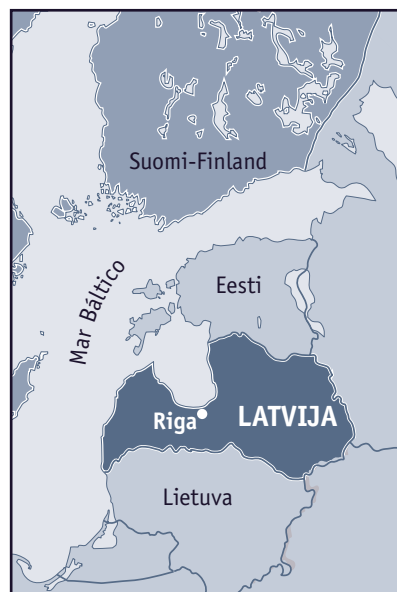 Suomi-Finland
Mar Báltico
Eesti
Riga
LATVIJA
Lietuva